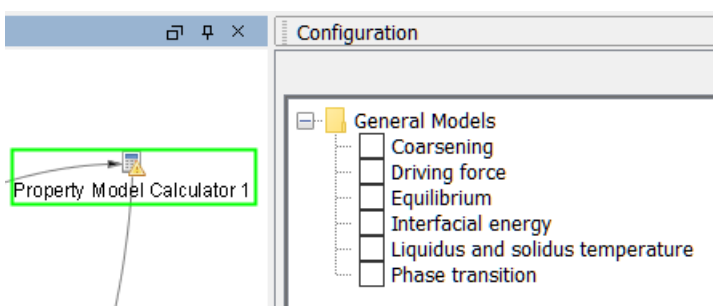 Configuration
Property Model Calculator 1
General Models
Coarsening
Driving force
Equilibrium
Interfacial energy
Liquidus and solidus temperature
Phase transition